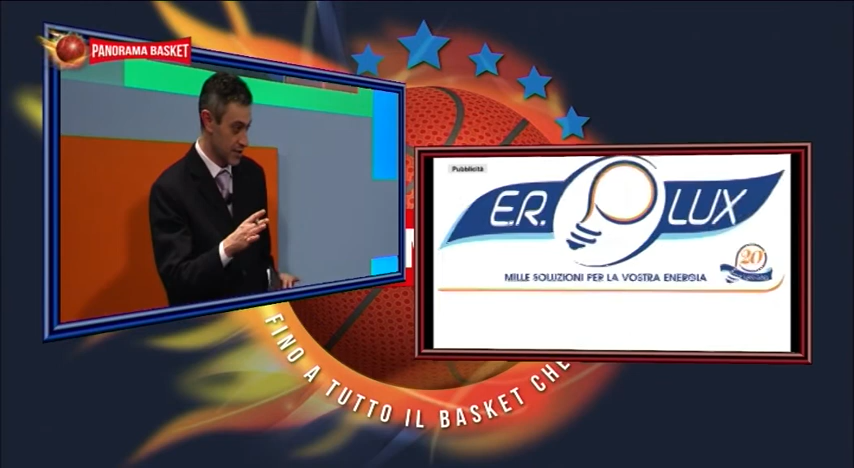 PANORAMA BASKET
Pubblicità
E.R. LUX
MILLE SOLUZIONI PER LA VOSTRA ENERGIA
20
FINO A TUTTO IL BASKET CHE